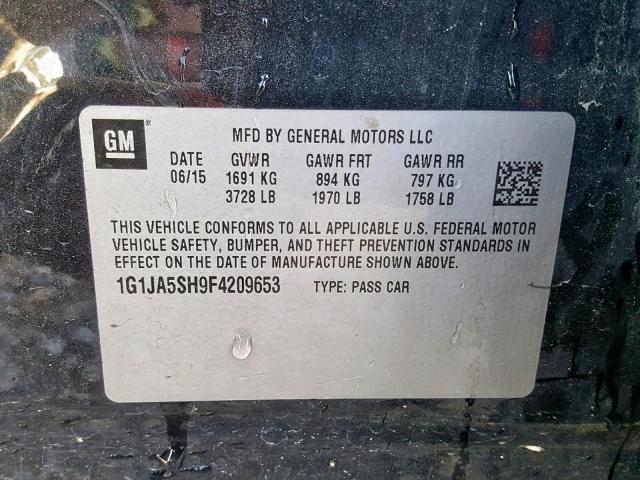 GM ® MFD BY GENERAL MOTORS LLC
DATE GVWR GAWR FRT GAWR RR
06/15 1691 KG 894 KG 797 KG
3728 LB 1970 LB 1758 LB
THIS VEHICLE CONFORMS TO ALL APPLICABLE U.S. FEDERAL MOTOR
VEHICLE SAFETY, BUMPER, AND THEFT PREVENTION STANDARDS IN
EFFECT ON THE DATE OF MANUFACTURE SHOWN ABOVE.
1G1JA5SH9F4209653 TYPE: PASS CAR